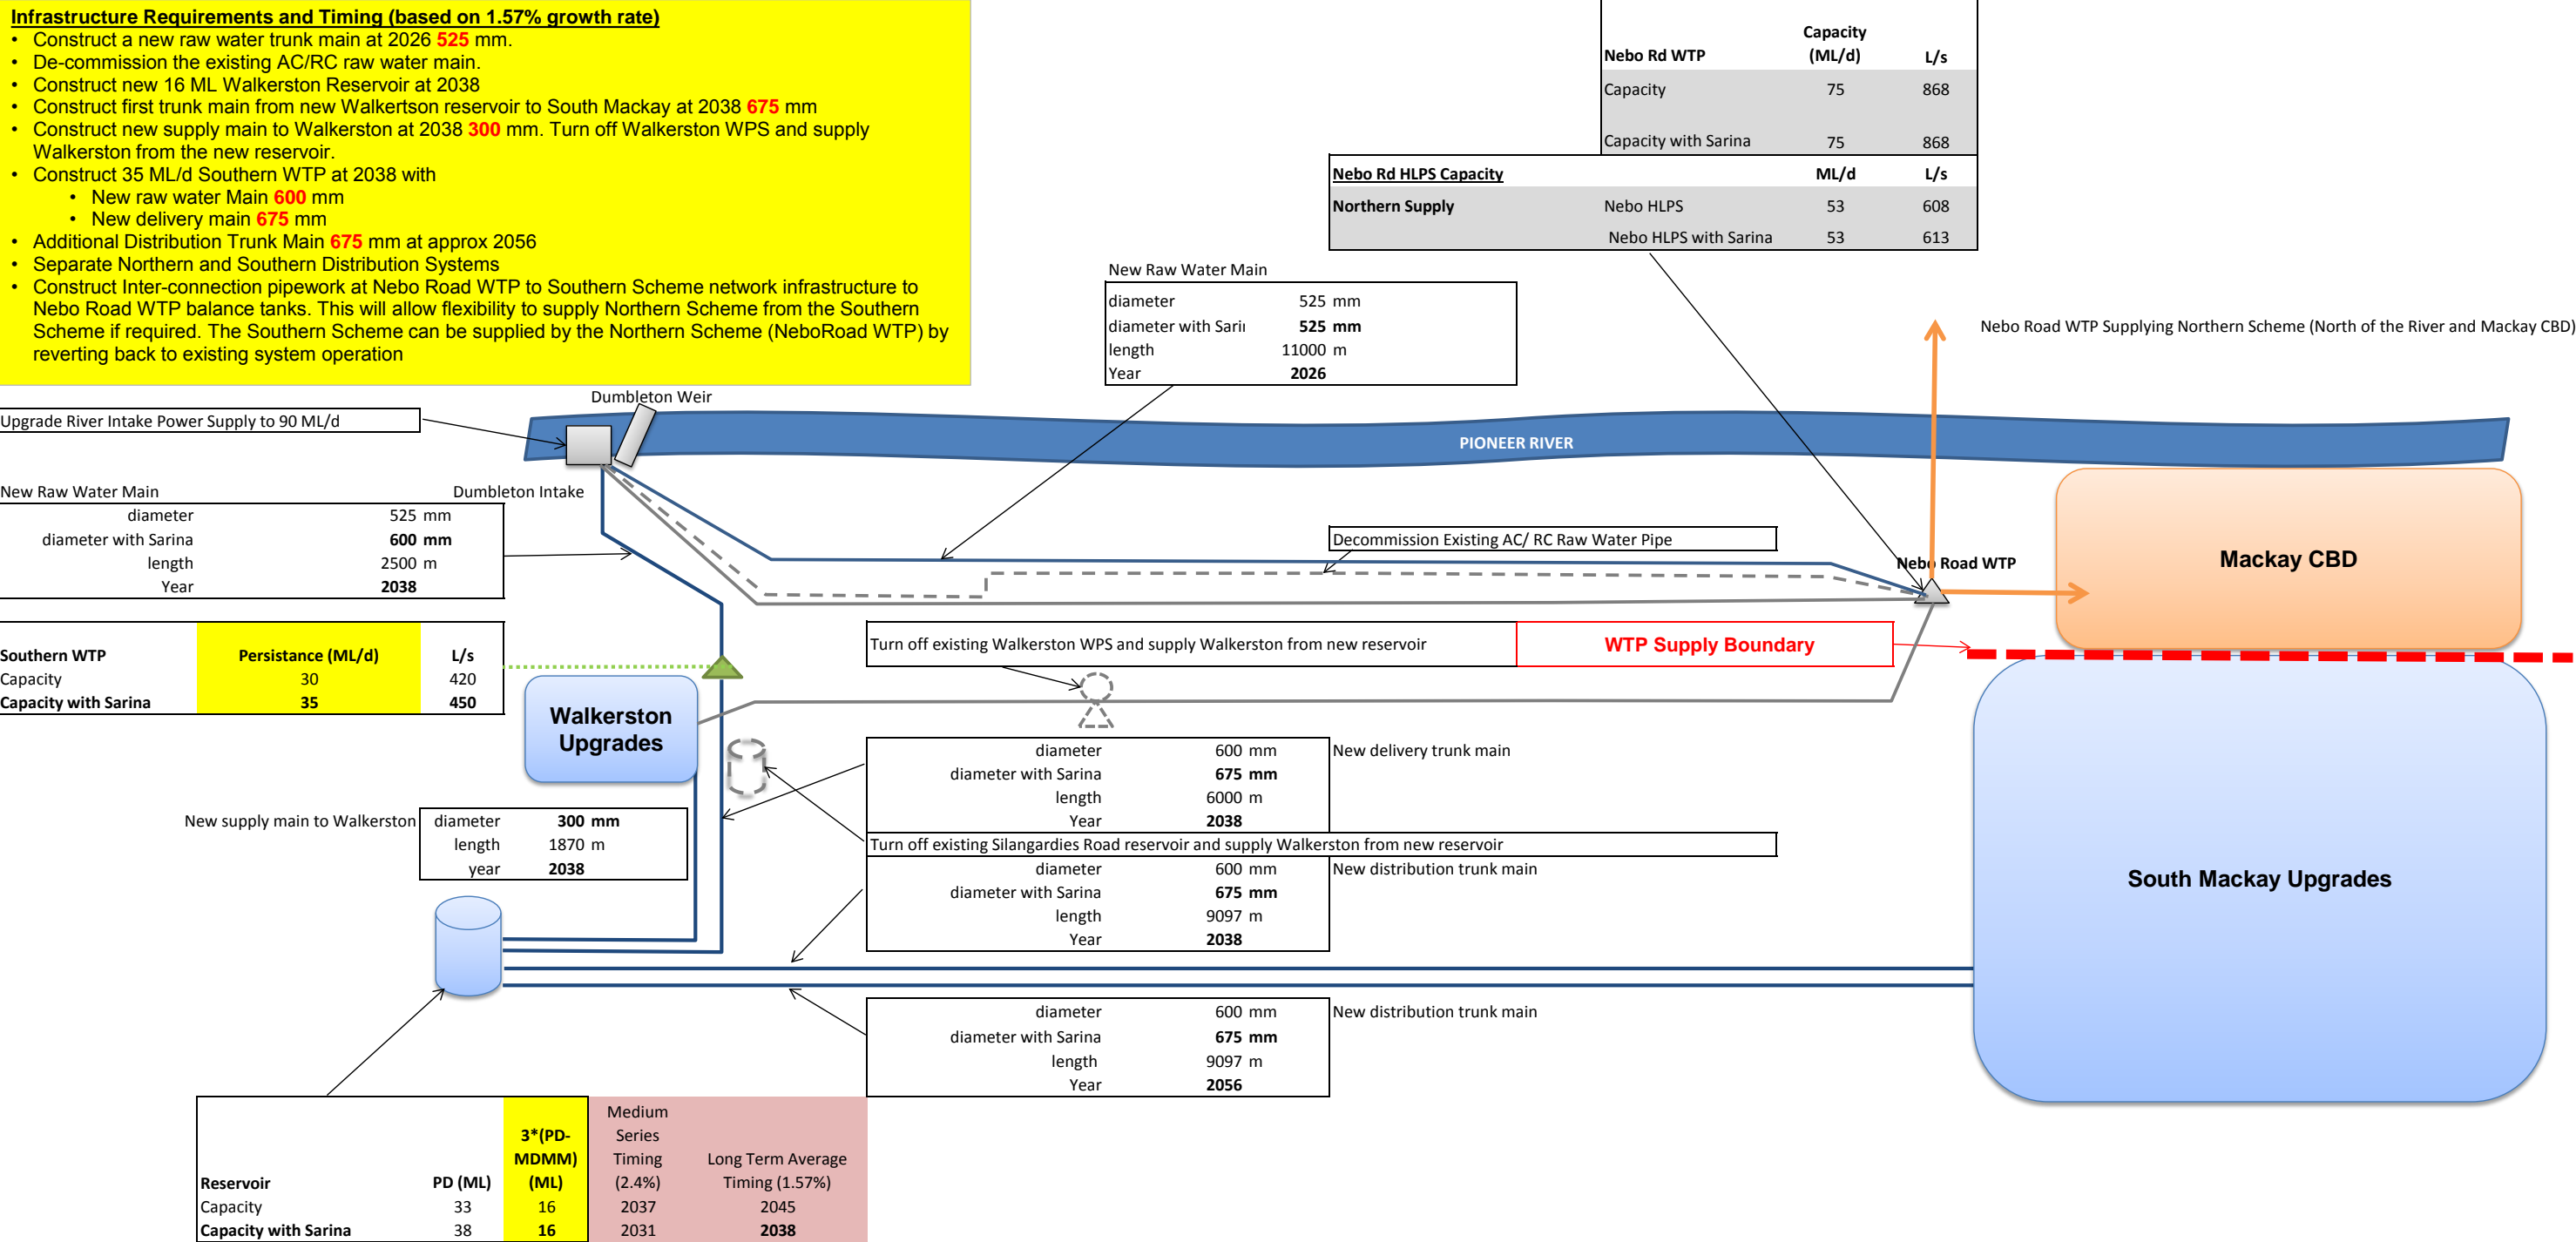 Infrastructure Requirements and Timing (based on 1.57% growth rate)
• Construct a new raw water trunk main at 2026 525 mm.
• De-commission the existing AC/RC raw water main.
• Construct new 16 ML Walkerston Reservoir at 2038
• Construct first trunk main from new Walkertson reservoir to South Mackay at 2038 675 mm
• Construct new supply main to Walkerston at 2038 300 mm. Turn off Walkerston WPS and supply
Walkerston from the new reservoir.
• Construct 35 ML/d Southern WTP at 2038 with
• New raw water Main 600 mm
• New delivery main 675 mm
• Additional Distribution Trunk Main 675 mm at approx 2056
• Separate Northern and Southern Distribution Systems
• Construct Inter-connection pipework at Nebo Road WTP to Southern Scheme network infrastructure to
Nebo Road WTP balance tanks. This will allow flexibility to supply Northern Scheme from the Southern
Scheme if required. The Southern Scheme can be supplied by the Northern Scheme (NeboRoad WTP) by
reverting back to existing system operation
Nebo Rd WTP Capacity (ML/d) L/s
Capacity 75 868
Capacity with Sarina 75 868
Nebo Rd HLPS Capacity ML/d L/s
Northern Supply Nebo HLPS 53 608
Nebo HLPS with Sarina 53 613
New Raw Water Main
diameter 525 mm
diameter with Sarii 525 mm
length 11000 m
Year 2026
Nebo Road WTP Supplying Northern Scheme (North of the River and Mackay CBD)
Dumbleton Weir
Upgrade River Intake Power Supply to 90 ML/d
PIONEER RIVER
New Raw Water Main
Dumbleton Intake
diameter 525 mm
diameter with Sarina 600 mm
length 2500 m
Year 2038
Decommission Existing AC/ RC Raw Water Pipe
Nebo Road WTP
Mackay CBD
Turn off existing Walkerston WPS and supply Walkerston from new reservoir
WTP Supply Boundary
Southern WTP Persistance (ML/d) L/s
Capacity 30 420
Capacity with Sarina 35 450
Walkerston
Upgrades
diameter 600 mm New delivery trunk main
diameter with Sarina 675 mm
length 6000 m
Year 2038
New supply main to Walkerston
diameter 300 mm
length 1870 m
year 2038
Turn off existing Silangardies Road reservoir and supply Walkerston from new reservoir
diameter 600 mm New distribution trunk main
diameter with Sarina 675 mm
length 9097 m
Year 2038
South Mackay Upgrades
diameter 600 mm New distribution trunk main
diameter with Sarina 675 mm
length 9097 m
Year 2056
Reservoir PD (ML) 3*(PD-MDMM) (ML) Medium Series Timing (2.4%) Long Term Average Timing (1.57%)
Capacity 33 16 2037 2045
Capacity with Sarina 38 16 2031 2038